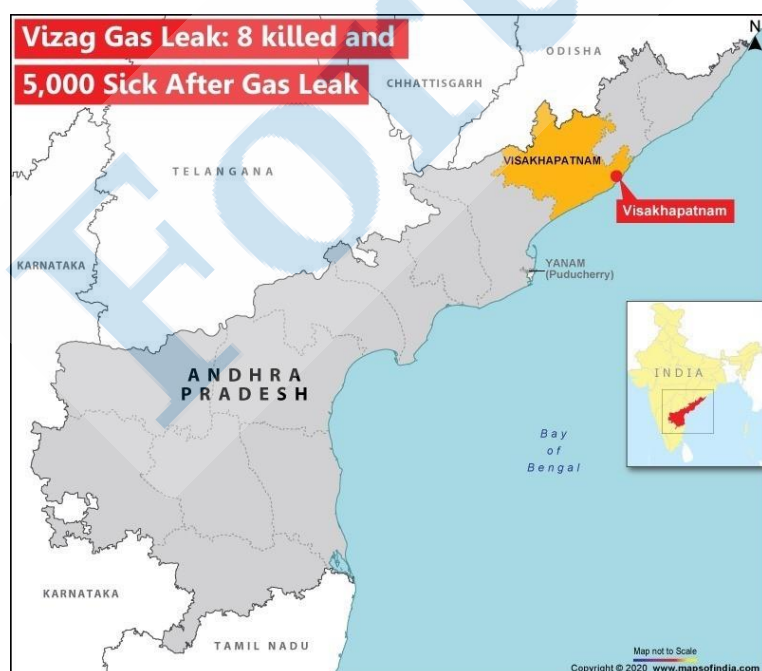 Vizag Gas Leak: 8 killed and
5,000 Sick After Gas Leak
N
ODISHA
CHHATTISGARH
TELANGANA
VISAKHAPATNAM
Visakhapatnam
KARNATAKA
YANAM
(Puducherry)
ANDHRA
PRADESH
INDIA
Bay
of
Bengal
KARNATAKA
TAMIL NADU
Map not to Scale
Copyright © 2020 www.mapsofindia.com
For